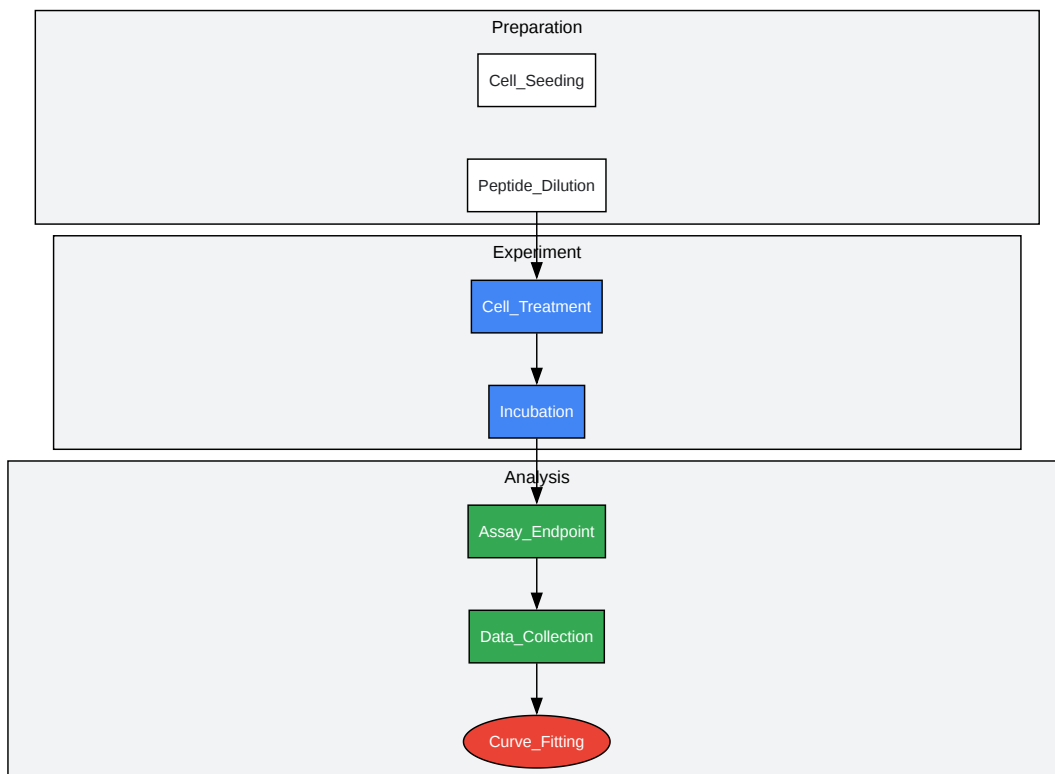 Preparation
Cell_Seeding
Peptide_Dilution
Experiment
Cell_Treatment
Incubation
Analysis
Assay_Endpoint
Data_Collection
Curve_Fitting